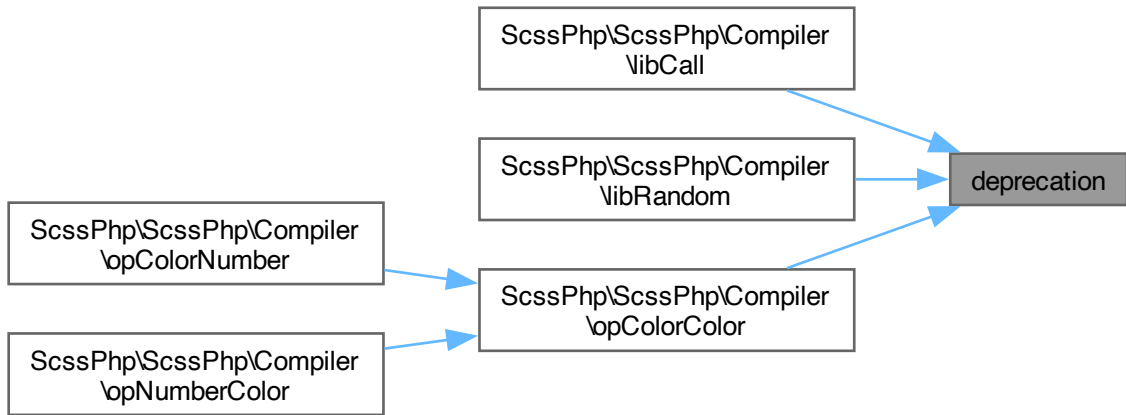 ScssPhp\ScssPhp\Compiler
\libCall
ScssPhp\ScssPhp\Compiler
\libRandom
deprecation
ScssPhp\ScssPhp\Compiler
\opColorNumber
ScssPhp\ScssPhp\Compiler
\opColorColor
ScssPhp\ScssPhp\Compiler
\opNumberColor